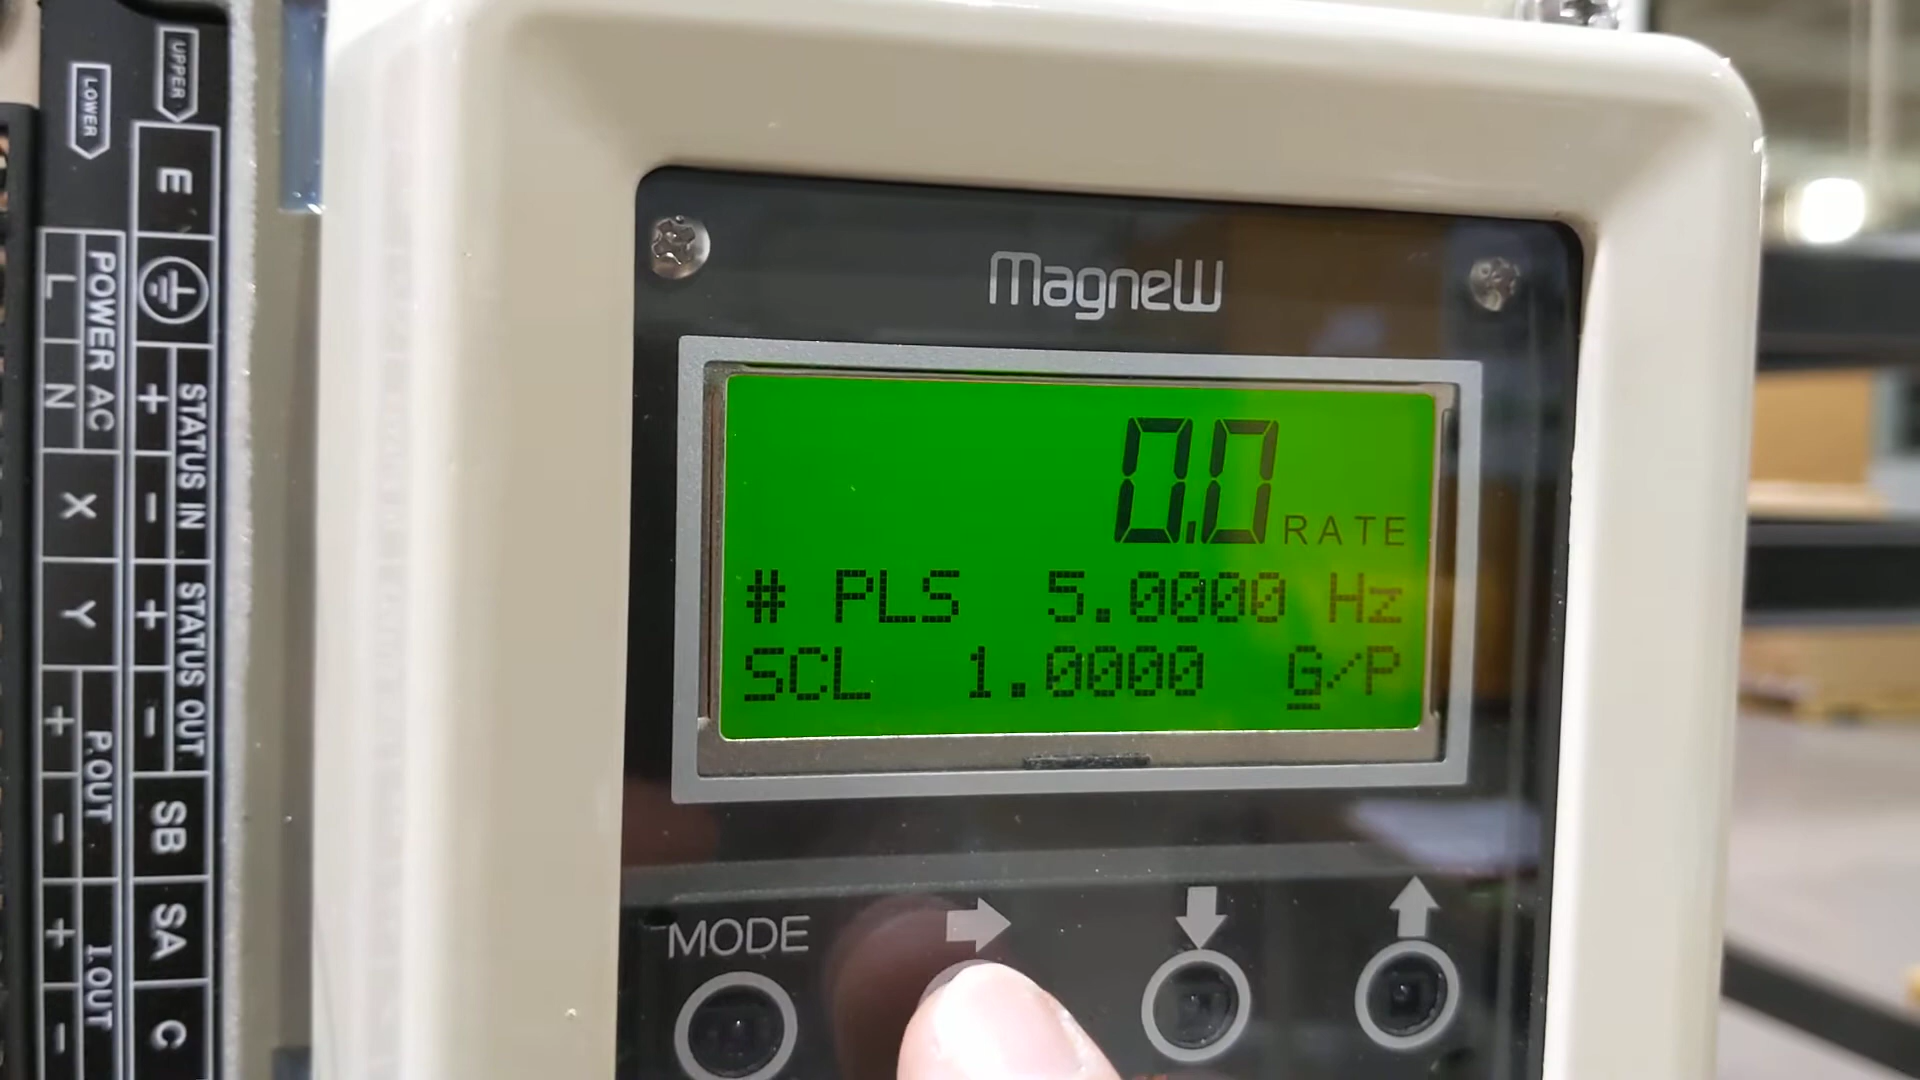 UPPER
LOWER
E
POWER AC
L
N
STATUS IN
+
-
X
Y
STATUS OUT
+
-
P.OUT
+
-
SB
SA
I.OUT
+
-
C
MagneW
0.0 RATE
# PLS 5.0000 Hz
SCL 1.0000 G/P
MODE